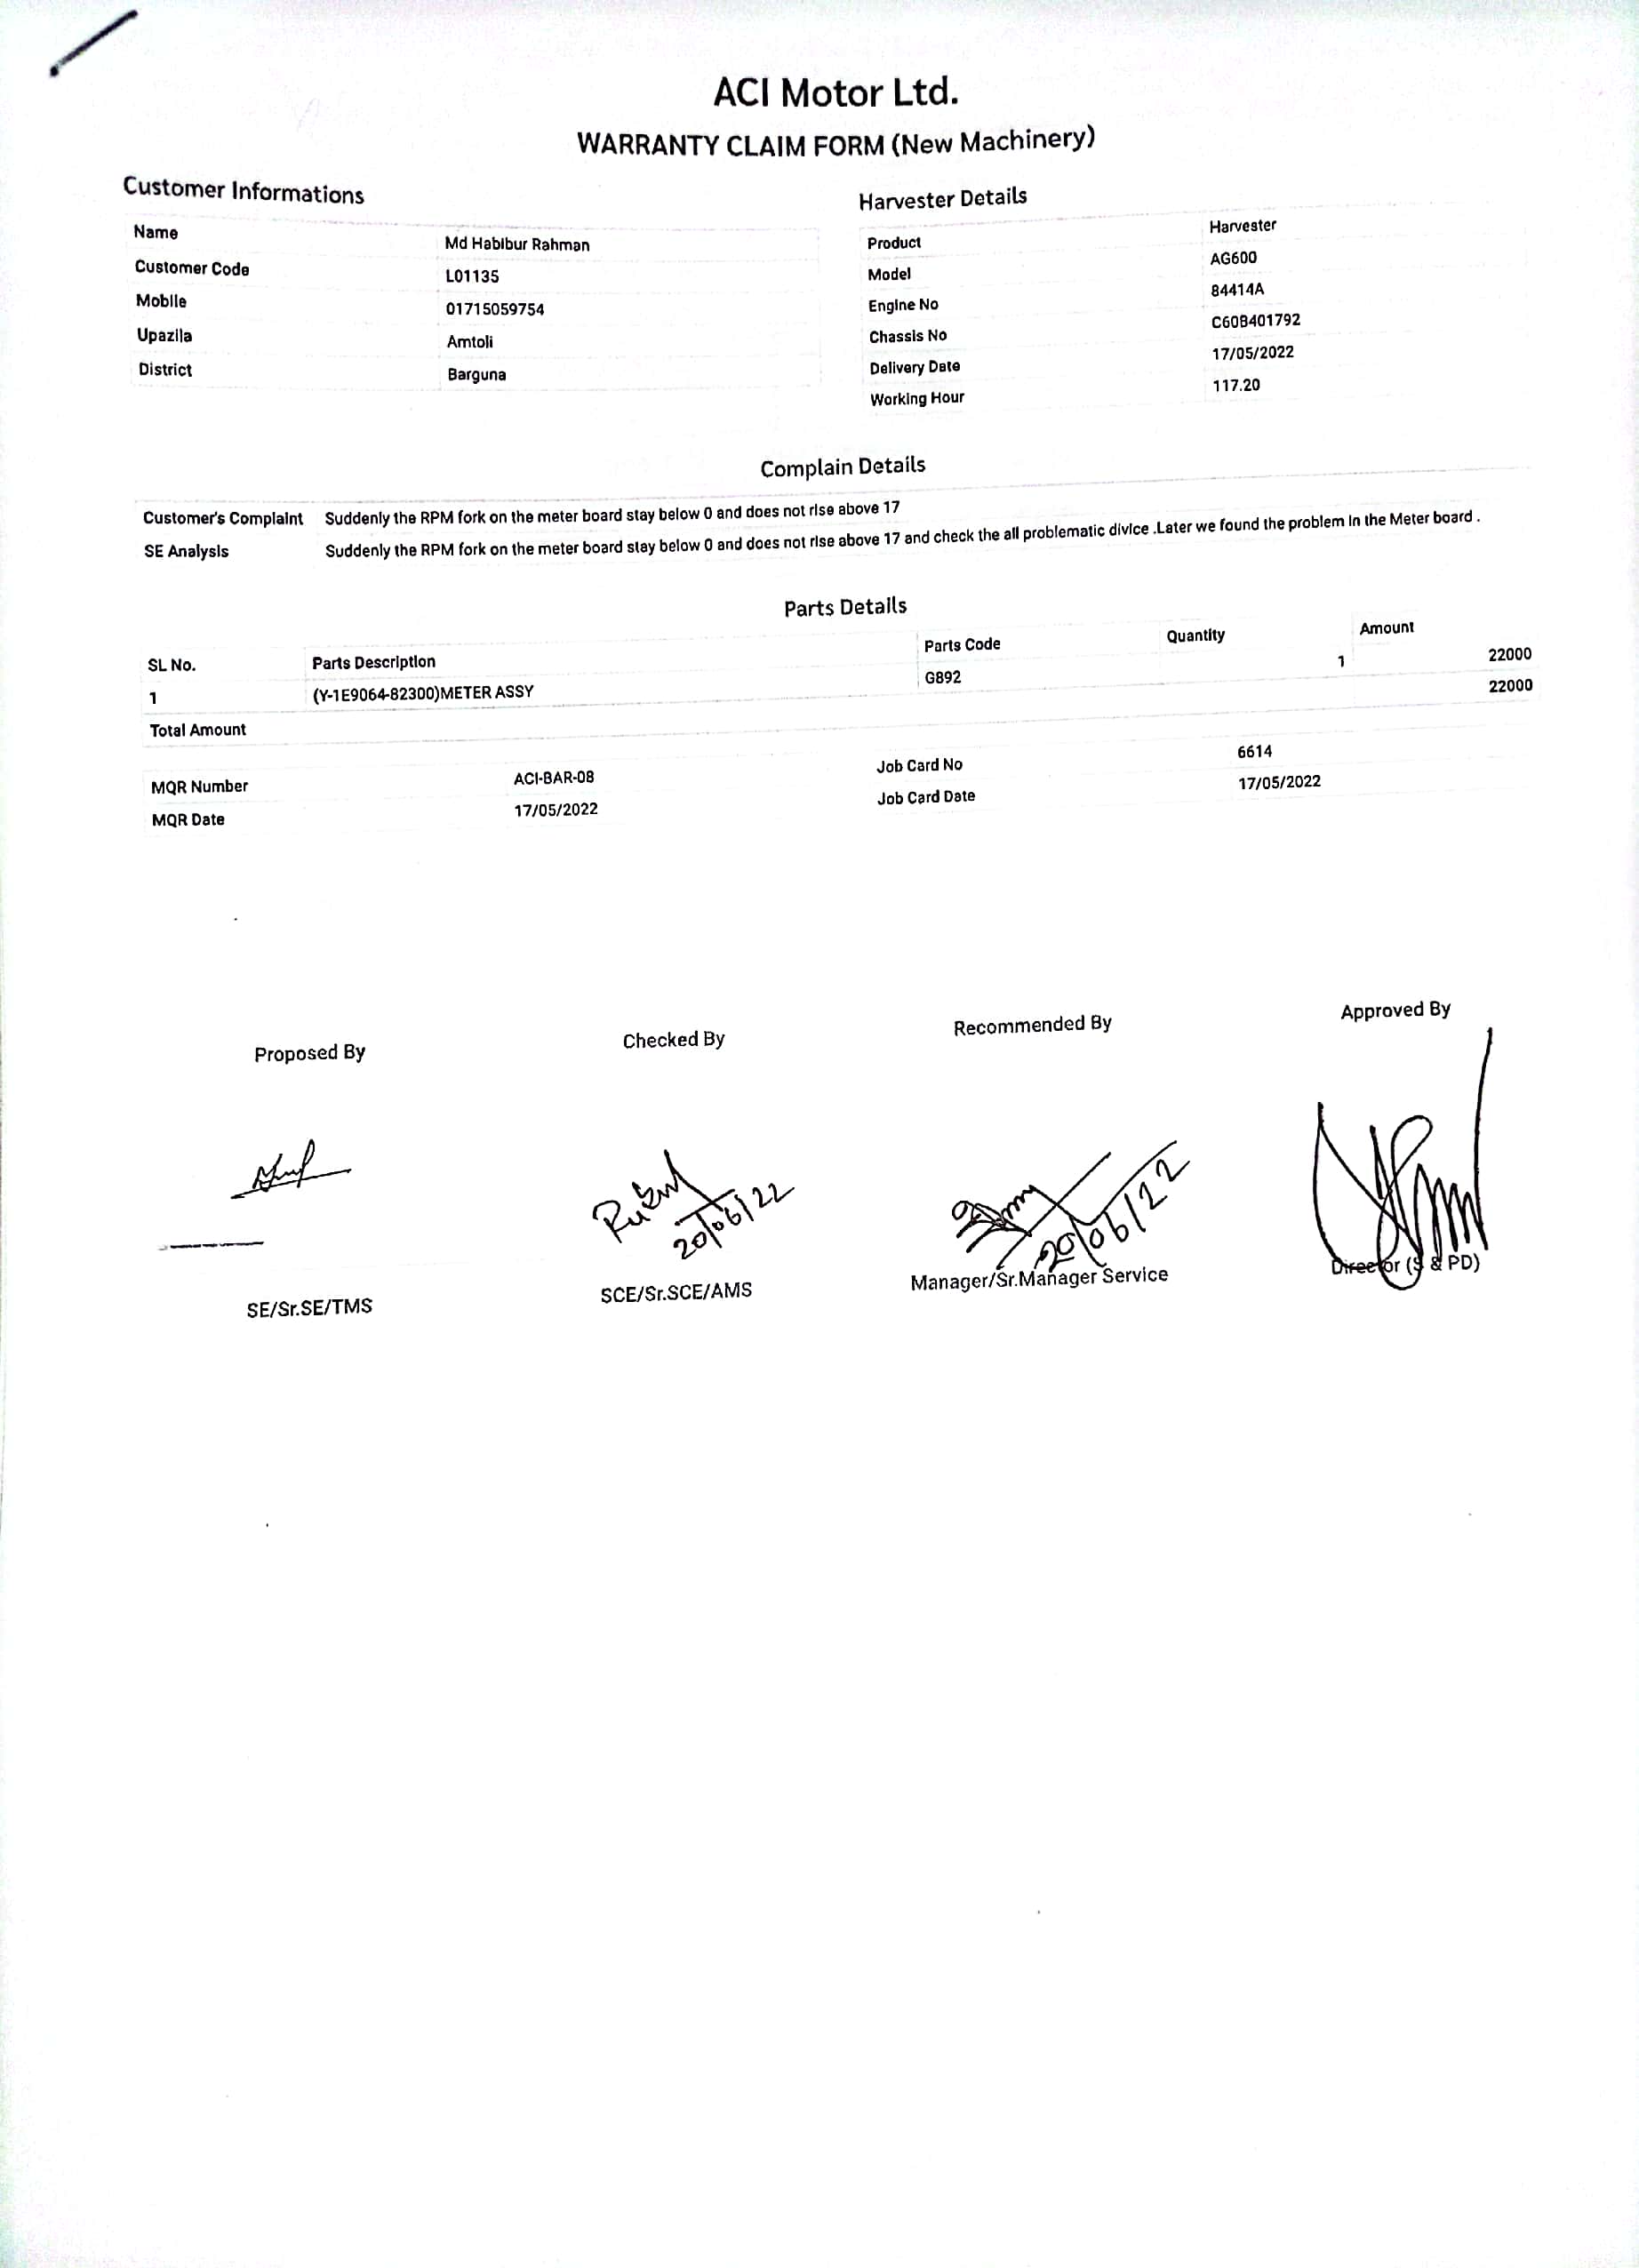 ACI Motor Ltd.
WARRANTY CLAIM FORM (New Machinery)
Customer Informations
Name Md Habibur Rahman
Customer Code L01135
Mobile 01715059754
Upazila Amtoli
District Barguna
Harvester Details
Product Harvester
Model AG600
Engine No 84414A
Chassis No C60B401792
Delivery Date 17/05/2022
Working Hour 117.20
Complain Details
Customer's Complaint Suddenly the RPM fork on the meter board stay below 0 and does not rise above 17
SE Analysis Suddenly the RPM fork on the meter board stay below 0 and does not rise above 17 and check the all problematic divice .Later we found the problem in the Meter board .
Parts Details
SL No. Parts Description Parts Code Quantity Amount
1 (Y-1E9064-82300)METER ASSY G892 1 22000
Total Amount 22000
MQR Number ACI-BAR-08 Job Card No 6614
MQR Date 17/05/2022 Job Card Date 17/05/2022
Proposed By Checked By Recommended By Approved By
20/06/22 20/06/22
SE/Sr.SE/TMS SCE/Sr.SCE/AMS Manager/Sr.Manager Service Director (S & PD)